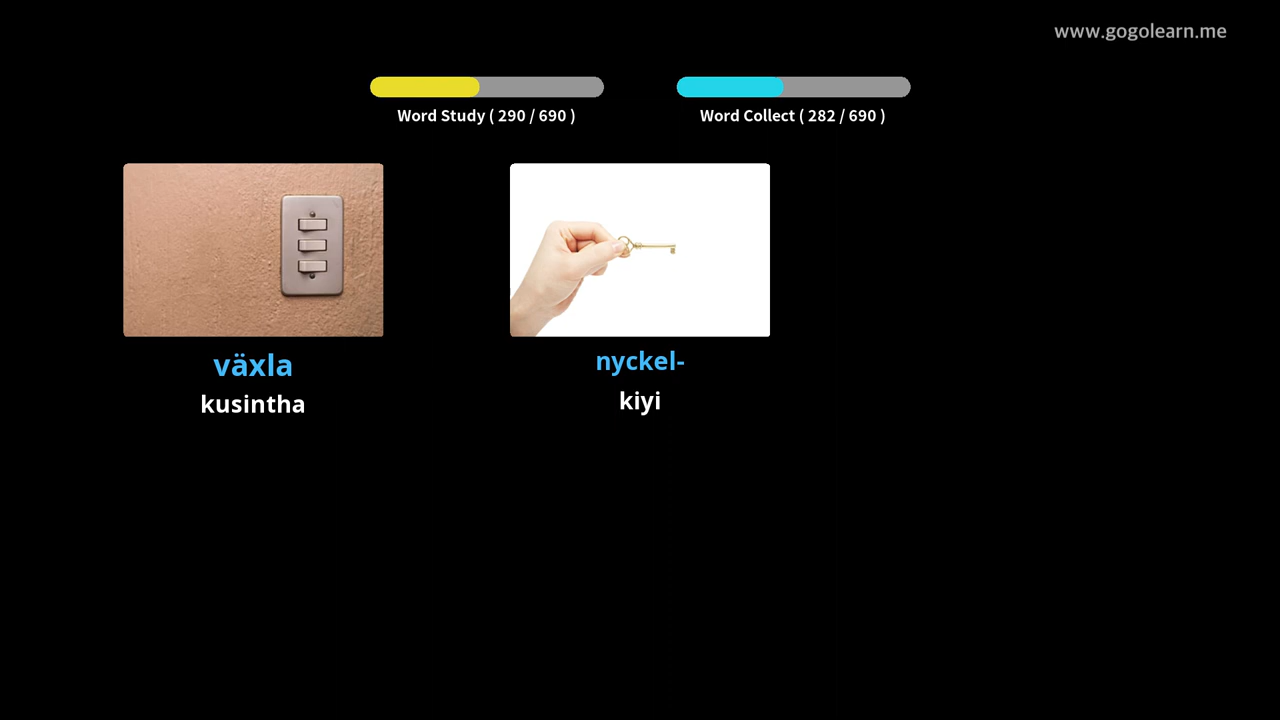 www.gogolearn.me
Word Study ( 290 / 690 )
Word Collect ( 282 / 690 )
växla
kusintha
nyckel-
kiyi